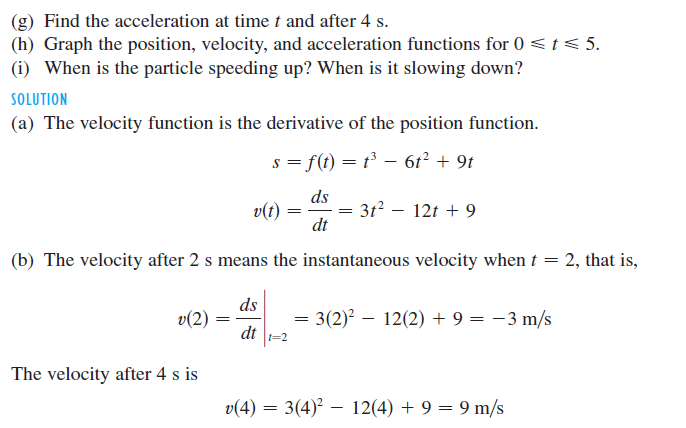 (g) Find the acceleration at time t and after 4 s.
(h) Graph the position, velocity, and acceleration functions for 0 ≤ t ≤ 5.
(i) When is the particle speeding up? When is it slowing down?
SOLUTION
(a) The velocity function is the derivative of the position function.
s = f(t) = t³ − 6t² + 9t
v(t) = ds/dt = 3t² − 12t + 9
(b) The velocity after 2 s means the instantaneous velocity when t = 2, that is,
v(2) = ds/dt |t=2 = 3(2)² − 12(2) + 9 = −3 m/s
The velocity after 4 s is
v(4) = 3(4)² − 12(4) + 9 = 9 m/s